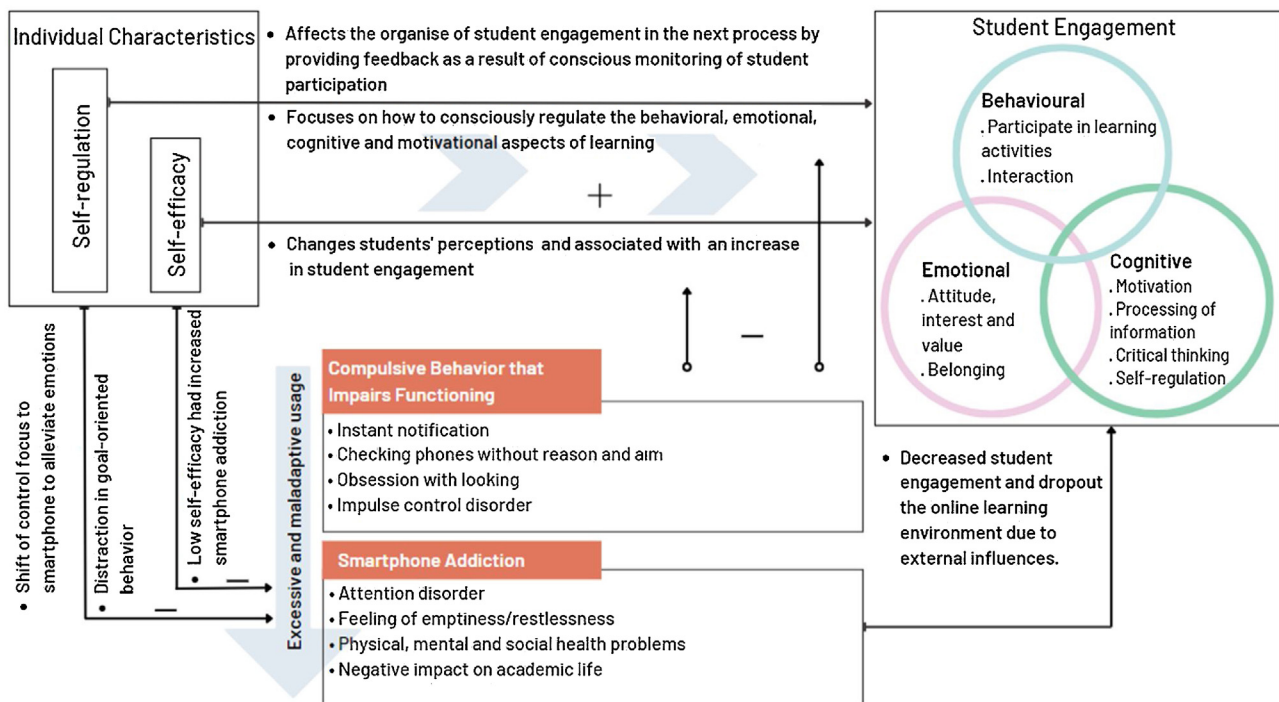 Individual Characteristics
Self-regulation
Self-efficacy
• Affects the organise of student engagement in the next process by
providing feedback as a result of conscious monitoring of student
participation
• Focuses on how to consciously regulate the behavioral, emotional,
cognitive and motivational aspects of learning
+
• Changes students' perceptions and associated with an increase
in student engagement
—
Student Engagement
Behavioural
. Participate in learning
activities
. Interaction
Emotional
. Attitude,
interest and
value
. Belonging
Cognitive
. Motivation
. Processing of
information
. Critical thinking
. Self-regulation
• Shift of control focus to
smartphone to alleviate emotions
• Distraction in goal-oriented
behavior
—
• Low self-efficacy had increased
smartphone addiction
—
Excessive and maladaptive usage
Compulsive Behavior that
Impairs Functioning
• Instant notification
• Checking phones without reason and aim
• Obsession with looking
• Impulse control disorder
Smartphone Addiction
• Attention disorder
• Feeling of emptiness/restlessness
• Physical, mental and social health problems
• Negative impact on academic life
• Decreased student
engagement and dropout
the online learning
environment due to
external influences.